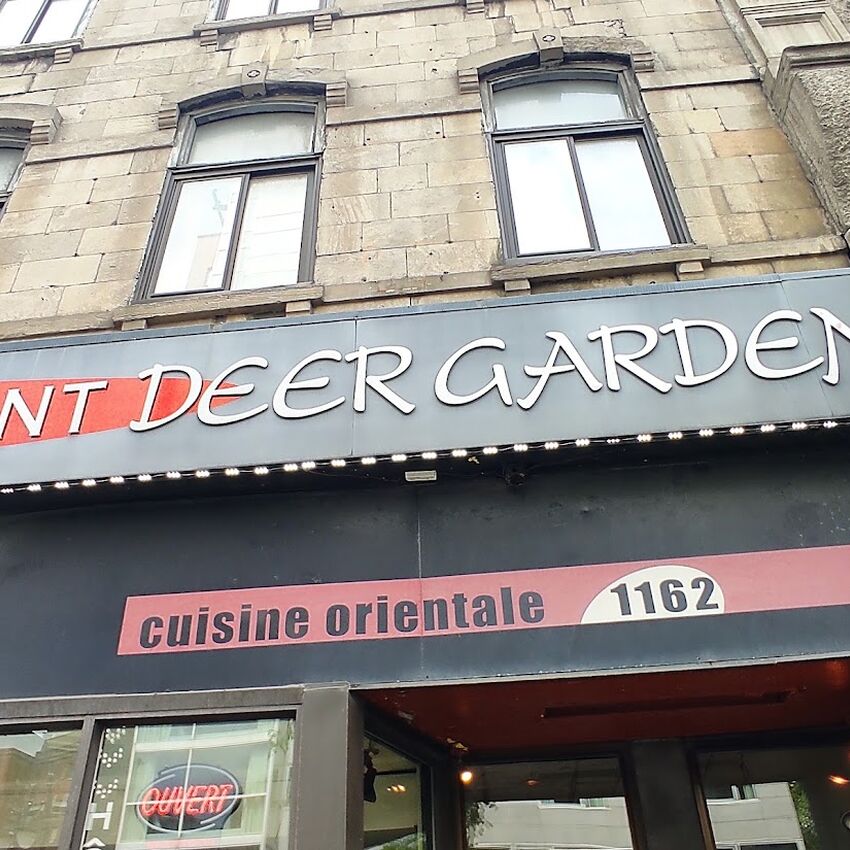 NT DEER GARDEN
cuisine orientale 1162
OUVERT